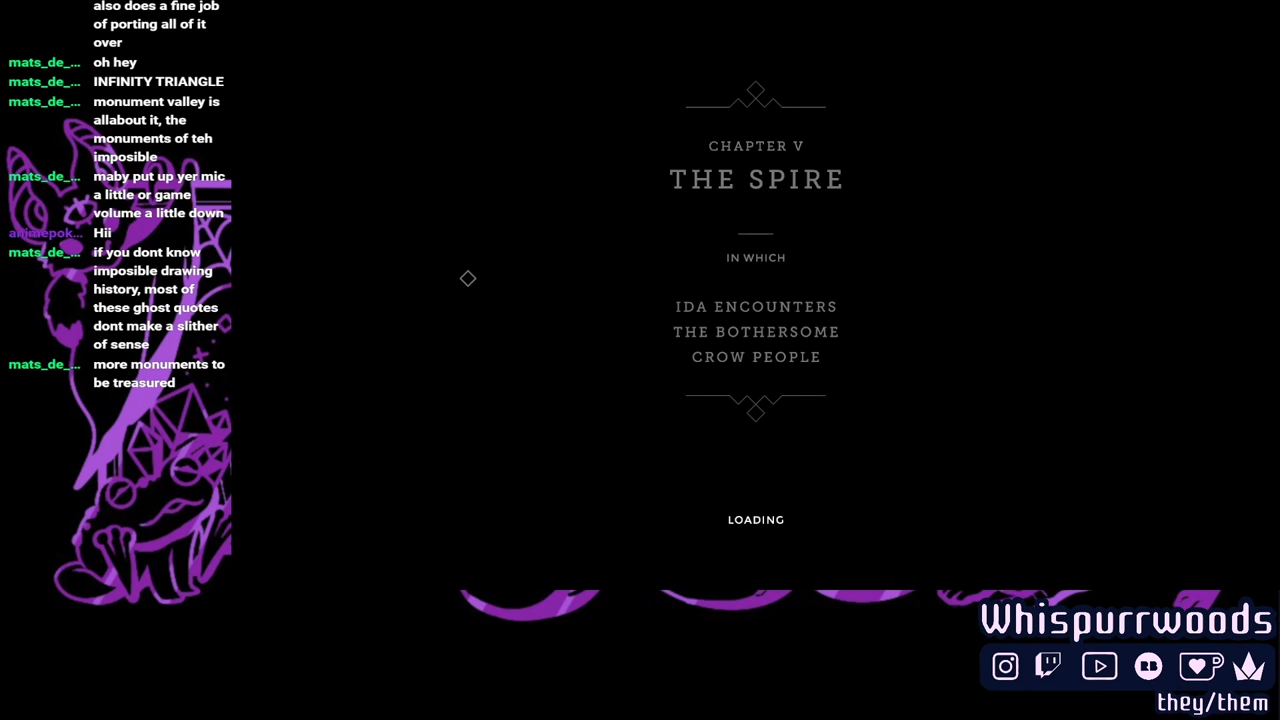 also does a fine job
of porting all of it
over
mats_de_... oh hey
mats_de_... INFINITY TRIANGLE
mats_de_... monument valley is
allabout it, the
monuments of teh
imposible
mats_de_... maby put up yer mic
a little or game
volume a little down
animepok... Hii
mats_de_... if you dont know
imposible drawing
history, most of
these ghost quotes
dont make a slither
of sense
mats_de_... more monuments to
be treasured
CHAPTER V
THE SPIRE
IN WHICH
IDA ENCOUNTERS
THE BOTHERSOME
CROW PEOPLE
LOADING
Whispurrwoods
they/them